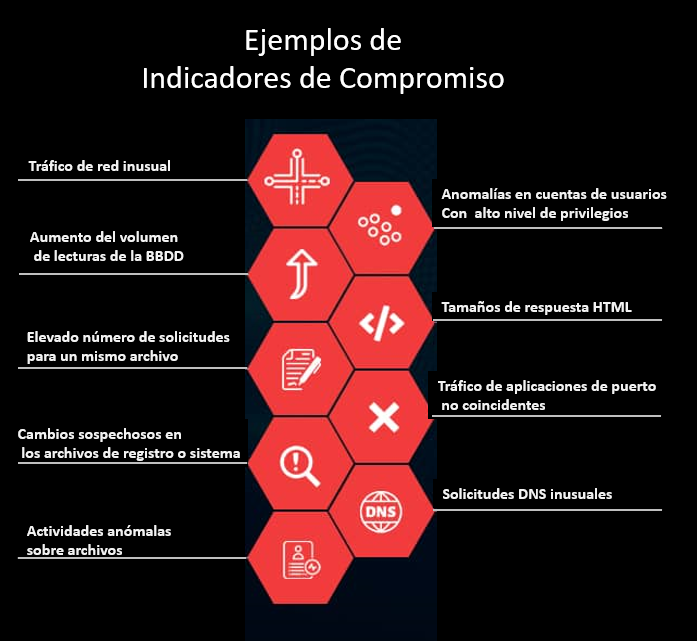 Ejemplos de
Indicadores de Compromiso
Tráfico de red inusual
Aumento del volumen
de lecturas de la BBDD
Elevado número de solicitudes
para un mismo archivo
Cambios sospechosos en
los archivos de registro o sistema
Actividades anómalas
sobre archivos
Anomalías en cuentas de usuarios
Con alto nivel de privilegios
</>
Tamaños de respuesta HTML
Tráfico de aplicaciones de puerto
no coincidentes
DNS
Solicitudes DNS inusuales